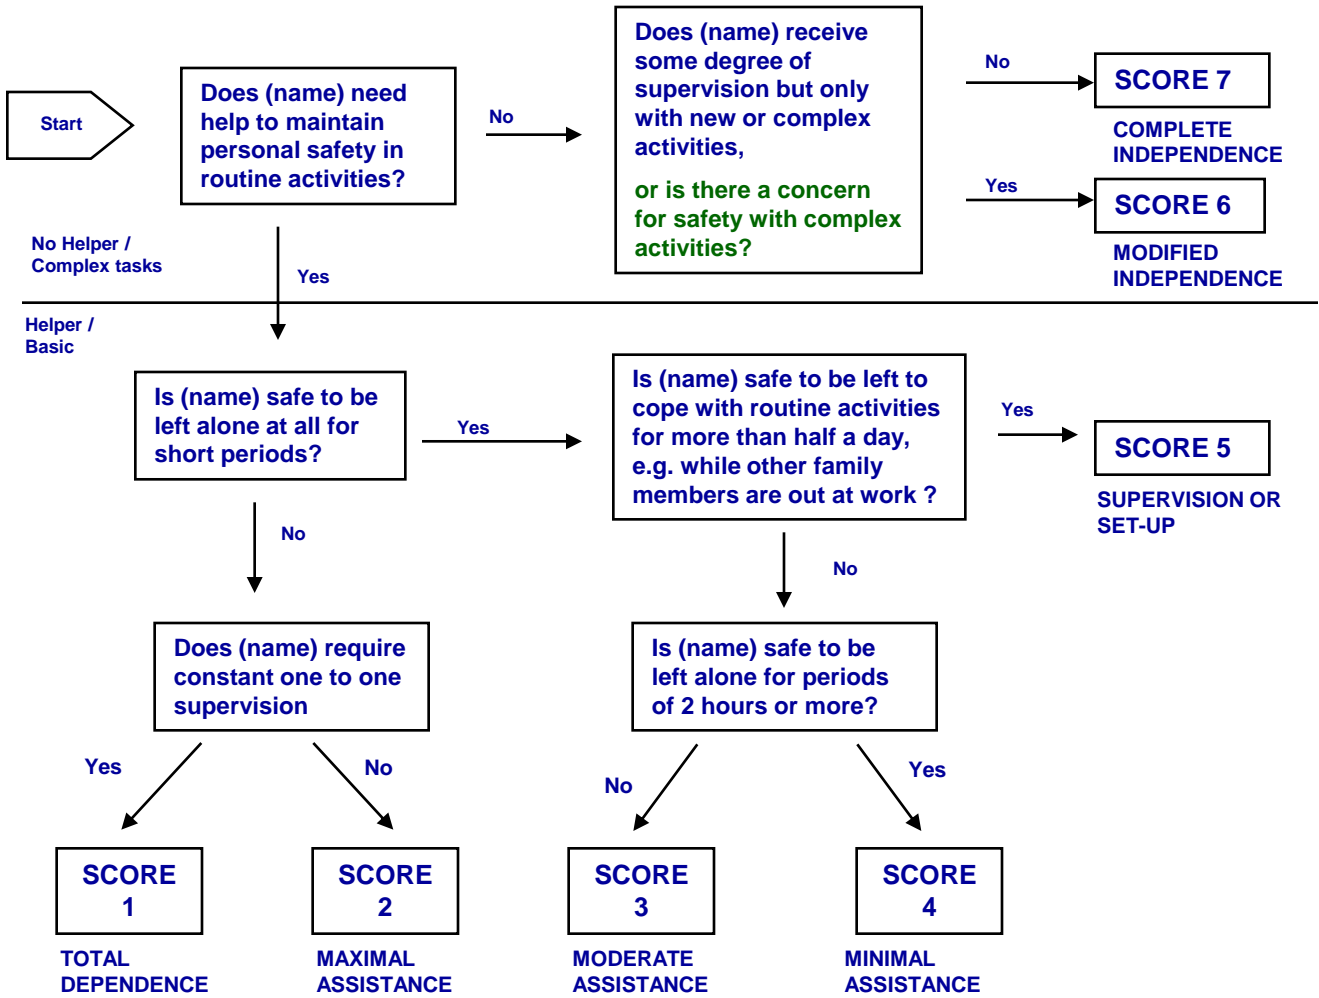 Start
Does (name) need
help to maintain
personal safety in
routine activities?
No
Does (name) receive
some degree of
supervision but only
with new or complex
activities,
or is there a concern
for safety with complex
activities?
No
SCORE 7
COMPLETE
INDEPENDENCE
Yes
SCORE 6
MODIFIED
INDEPENDENCE
No Helper /
Complex tasks
Yes
Helper /
Basic
Is (name) safe to be
left alone at all for
short periods?
Yes
Is (name) safe to be left to
cope with routine activities
for more than half a day,
e.g. while other family
members are out at work ?
Yes
SCORE 5
SUPERVISION OR
SET-UP
No
No
Does (name) require
constant one to one
supervision
Is (name) safe to be
left alone for periods
of 2 hours or more?
Yes
No
No
Yes
SCORE
1
TOTAL
DEPENDENCE
SCORE
2
MAXIMAL
ASSISTANCE
SCORE
3
MODERATE
ASSISTANCE
SCORE
4
MINIMAL
ASSISTANCE